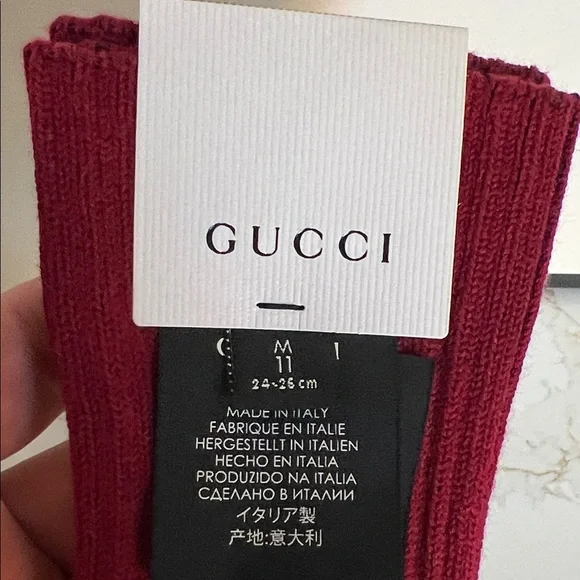 GUCCI
M
11
24-26 cm
MADE IN ITALY
FABRIQUE EN ITALIE
HERGESTELLT IN ITALIEN
HECHO EN ITALIA
PRODUZIDO NA ITALIA
СДЕЛАНО В ИТАЛИИ
イタリア製
产地:意大利